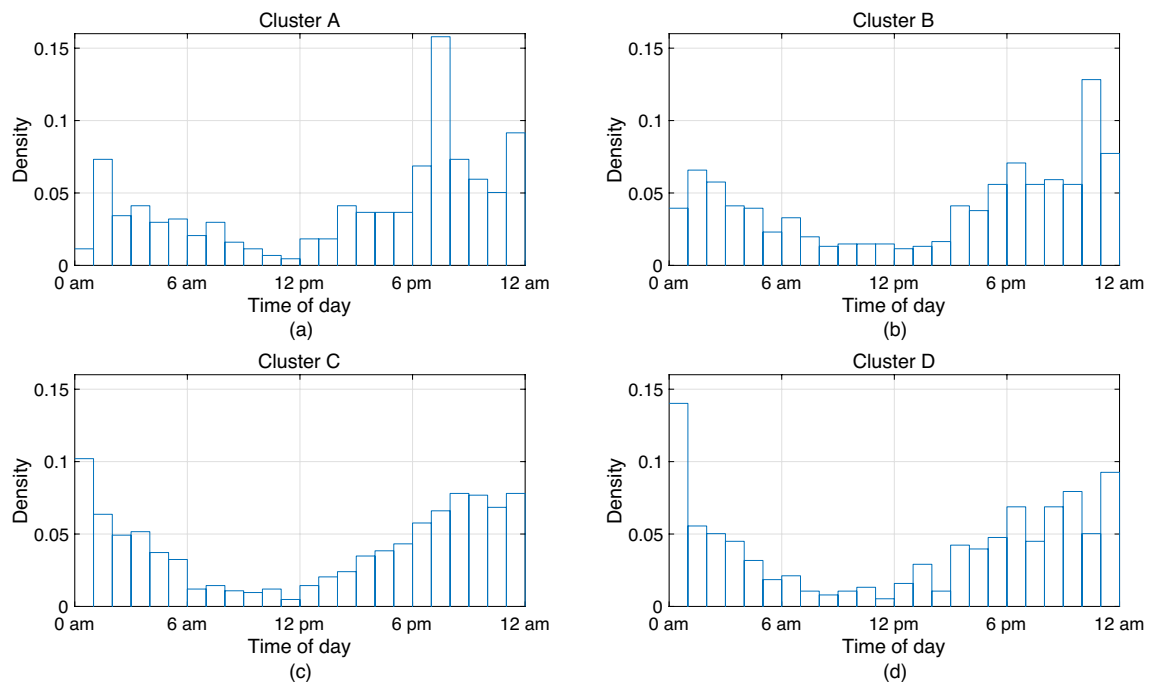 Cluster A
0.15
0.1
0.05
0
Density
0 am
6 am
12 pm
6 pm
12 am
Time of day
(a)
Cluster B
0.15
0.1
0.05
0
Density
0 am
6 am
12 pm
6 pm
12 am
Time of day
(b)
Cluster C
0.15
0.1
0.05
0
Density
0 am
6 am
12 pm
6 pm
12 am
Time of day
(c)
Cluster D
0.15
0.1
0.05
0
Density
0 am
6 am
12 pm
6 pm
12 am
Time of day
(d)